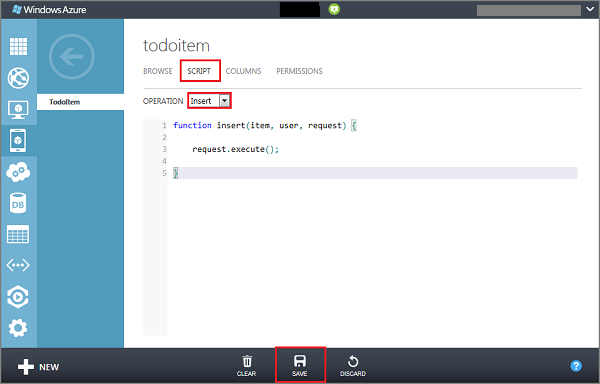 Windows Azure
todoitem
BROWSE SCRIPT COLUMNS PERMISSIONS
TodoItem
OPERATION Insert
1 function insert(item, user, request) {
2
3 request.execute();
4
5 }
DB
NEW
CLEAR SAVE DISCARD
?